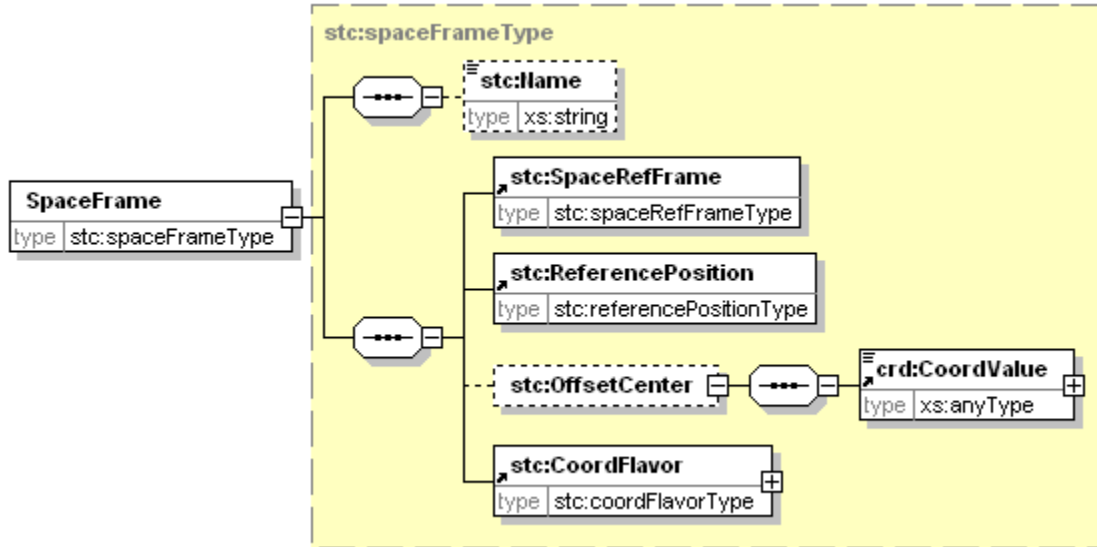 stc:spaceFrameType
stc:Name
type xs:string
SpaceFrame
type stc:spaceFrameType
stc:SpaceRefFrame
type stc:spaceRefFrameType
stc:ReferencePosition
type stc:referencePositionType
stc:OffsetCenter
crd:CoordValue
type xs:anyType
stc:CoordFlavor
type stc:coordFlavorType